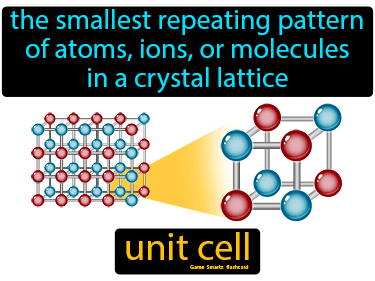 the smallest repeating pattern
of atoms, ions, or molecules
in a crystal lattice
unit cell
Game Smartz flashcard